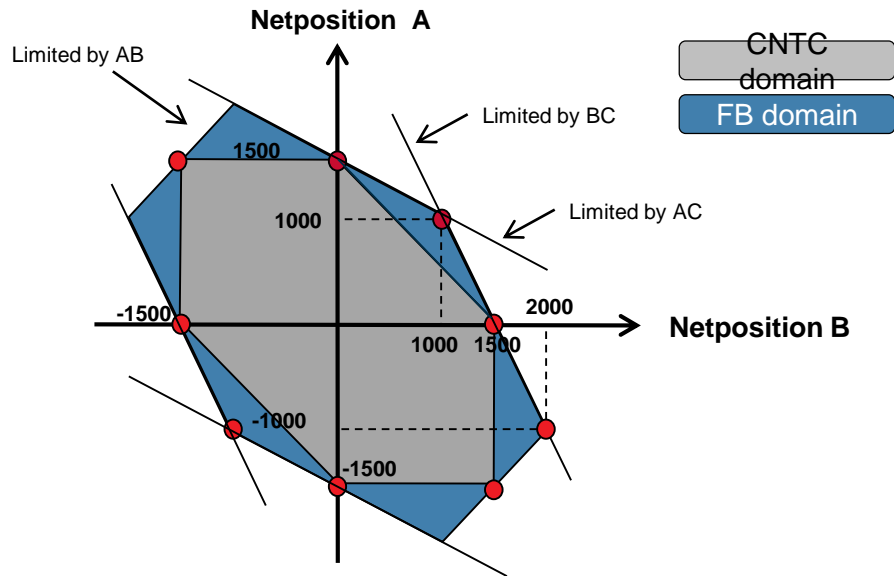 Netposition A
Limited by AB
CNTC
domain
FB domain
Limited by BC
1500
Limited by AC
1000
-1500
2000
1000
1500
Netposition B
-1000
-1500